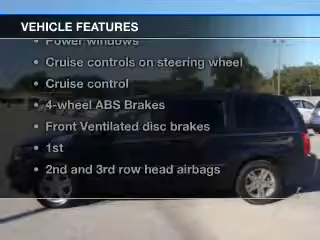 VEHICLE FEATURES
• Power windows
• Cruise controls on steering wheel
• Cruise control
• 4-wheel ABS Brakes
• Front Ventilated disc brakes
• 1st
• 2nd and 3rd row head airbags